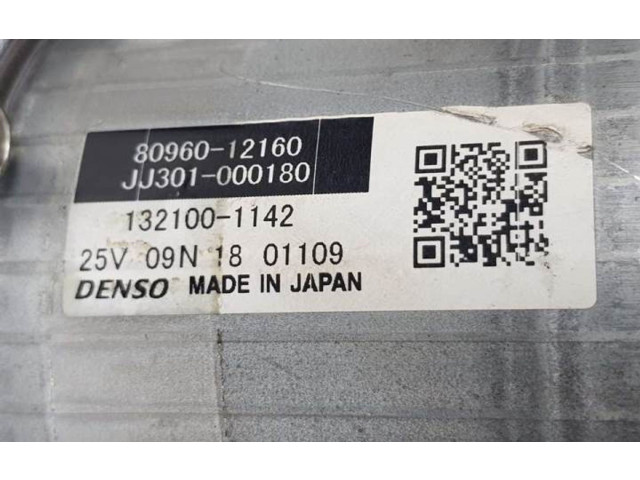 80960-12160
JJ301-000180
132100-1142
25V 09N 18 01109
DENSO MADE IN JAPAN